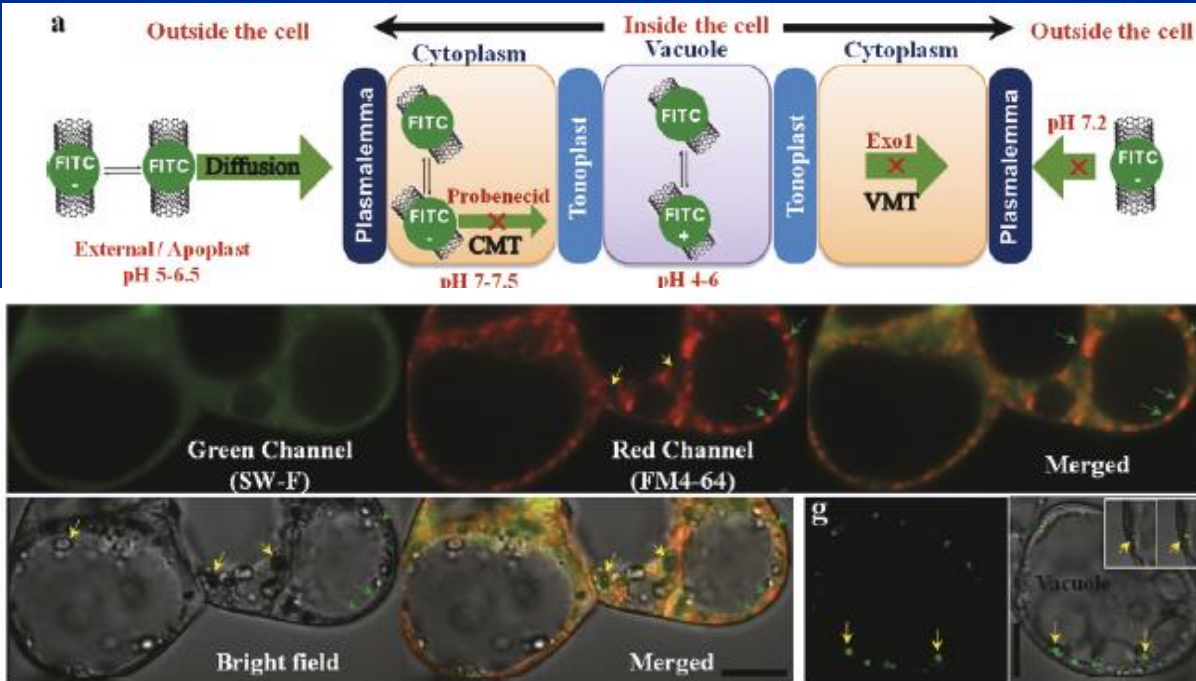 a
Outside the cell
Inside the cell
Outside the cell
Cytoplasm
Vacuole
Cytoplasm
Plasmalemma
Tonoplast
Tonoplast
Plasmalemma
FITC
-
FITC
Diffusion
External / Apoplast
pH 5-6.5
FITC
FITC
-
Probenecid
CMT
pH 7-7.5
FITC
FITC
+
pH 4-6
Exo1
VMT
pH 7.2
FITC
-
Green Channel
(SW-F)
Red Channel
(FM4-64)
Merged
Bright field
Merged
g
Vacuole